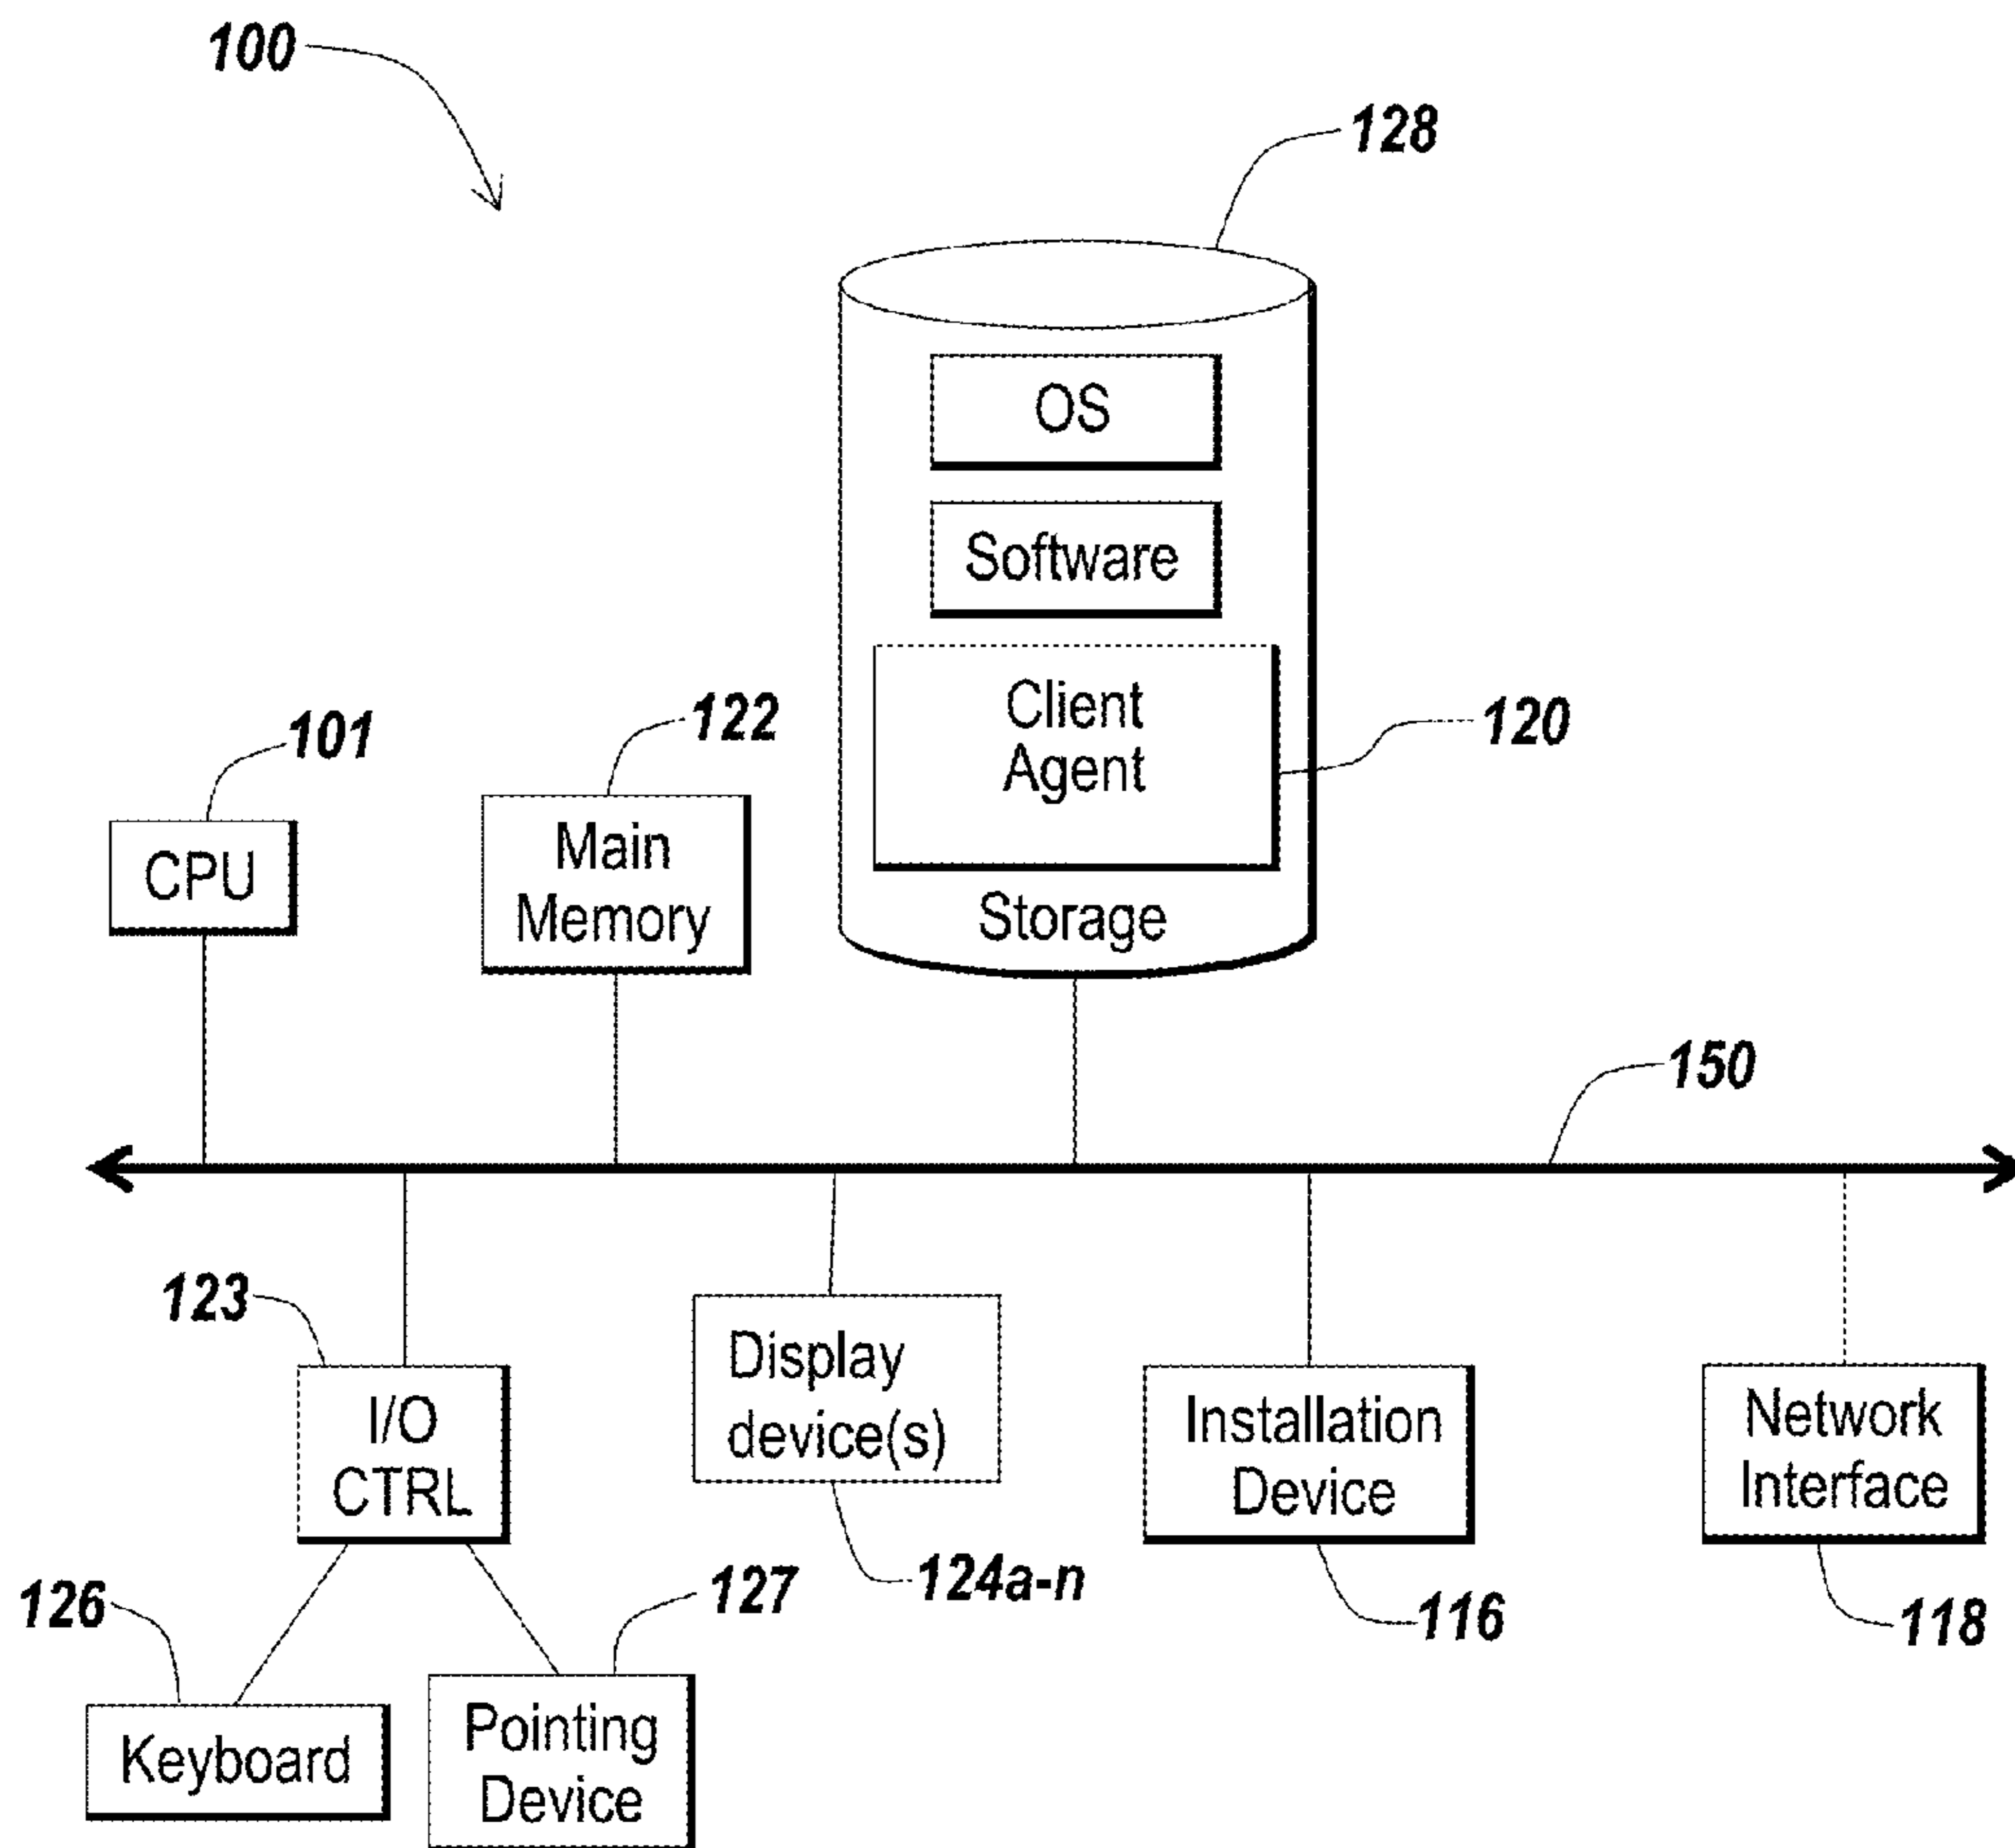 100
128
OS
Software
Client
Agent
120
Storage
101
CPU
122
Main
Memory
150
123
I/O
CTRL
Display
device(s)
124a-n
Installation
Device
116
Network
Interface
118
126
Keyboard
127
Pointing
Device